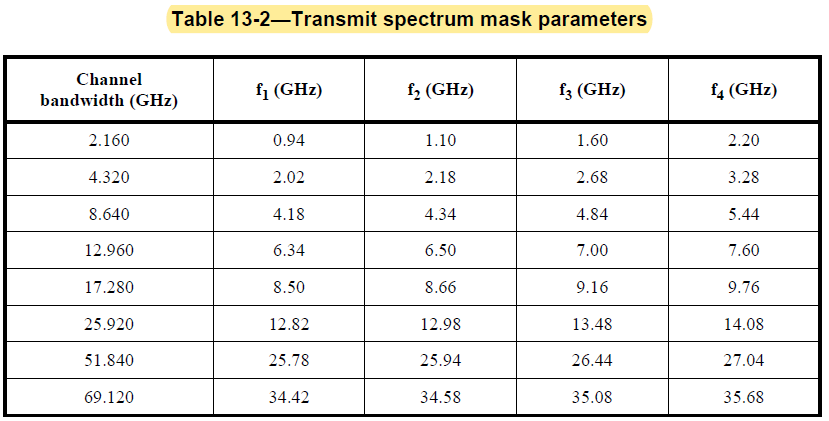 Table 13-2—Transmit spectrum mask parameters
Channel bandwidth (GHz) f1 (GHz) f2 (GHz) f3 (GHz) f4 (GHz)
2.160 0.94 1.10 1.60 2.20
4.320 2.02 2.18 2.68 3.28
8.640 4.18 4.34 4.84 5.44
12.960 6.34 6.50 7.00 7.60
17.280 8.50 8.66 9.16 9.76
25.920 12.82 12.98 13.48 14.08
51.840 25.78 25.94 26.44 27.04
69.120 34.42 34.58 35.08 35.68